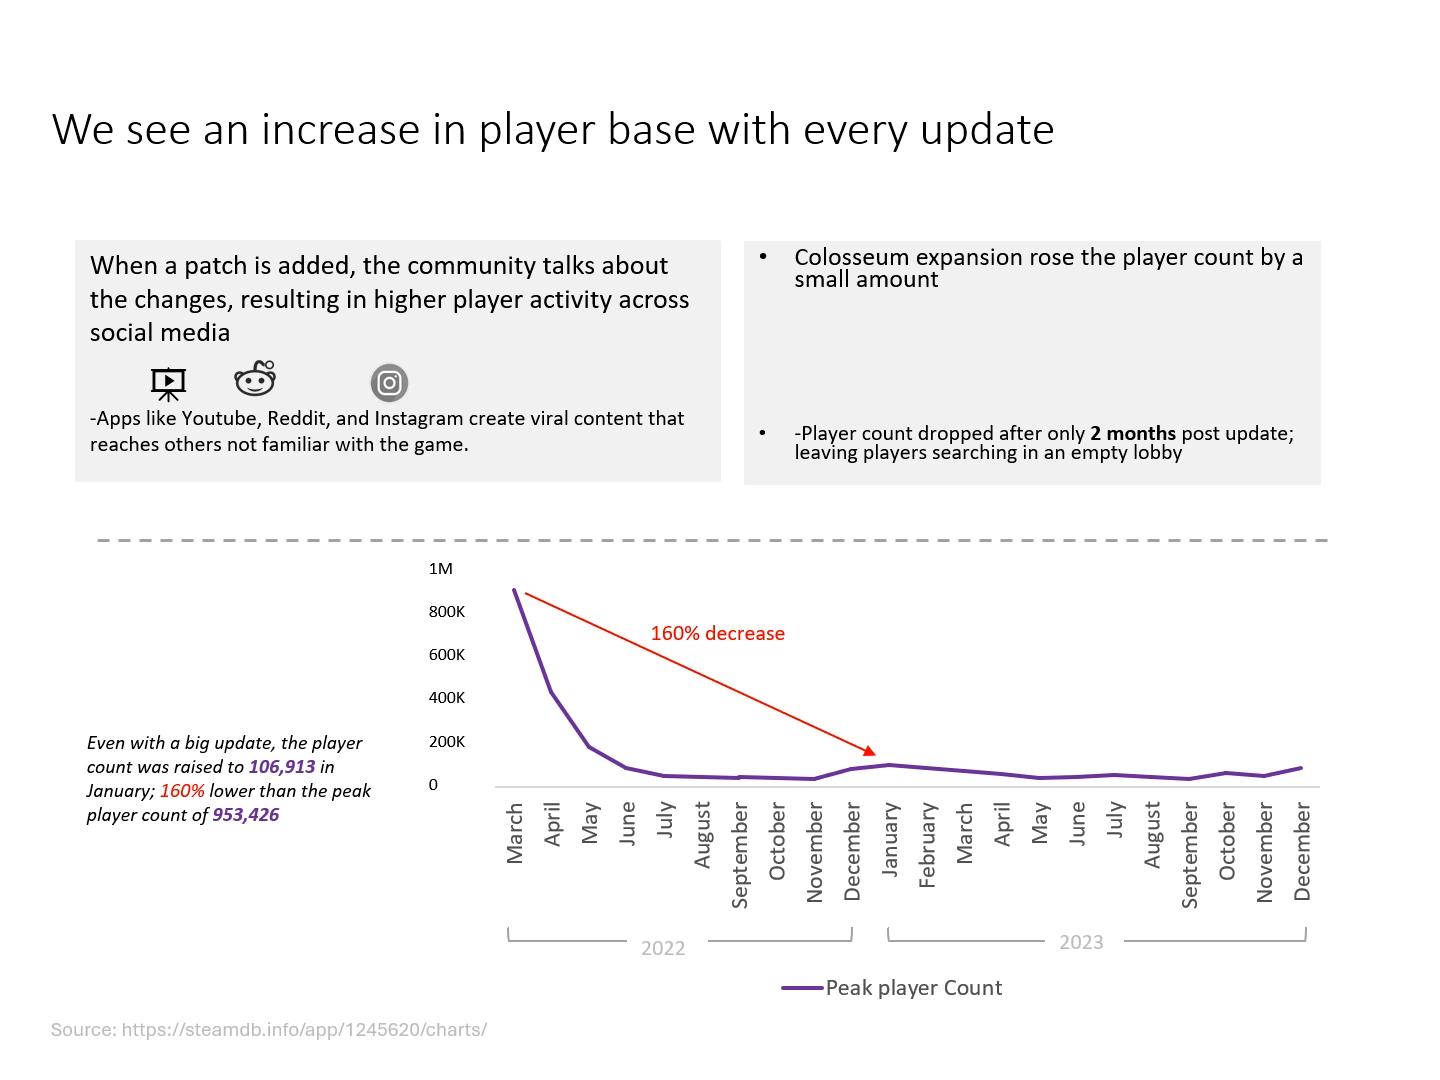 We see an increase in player base with every update
When a patch is added, the community talks about
the changes, resulting in higher player activity across
social media
-Apps like Youtube, Reddit, and Instagram create viral content that
reaches others not familiar with the game.
• Colosseum expansion rose the player count by a
small amount
• -Player count dropped after only 2 months post update;
leaving players searching in an empty lobby
1M
800K
600K
400K
200K
0
160% decrease
Even with a big update, the player
count was raised to 106,913 in
January; 160% lower than the peak
player count of 953,426
March
April
May
June
July
August
September
October
November
December
January
February
March
April
May
June
July
August
September
October
November
December
2022
2023
Peak player Count
Source: https://steamdb.info/app/1245620/charts/